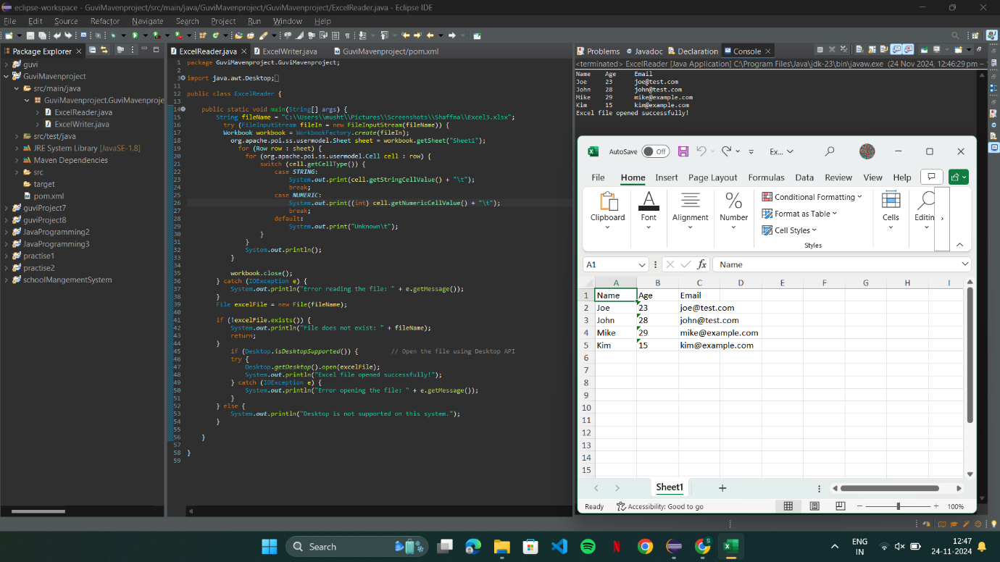 eclipse-workspace - GuviMavenproject/src/main/java/GuviMavenproject/GuviMavenproject/ExcelReader.java - Eclipse IDE
File Edit Source Refactor Navigate Search Project Run Window Help
Package Explorer
guvi
GuviMavenproject
src/main/java
GuviMavenproject.GuviMavenproje
ExcelReader.java
ExcelWriter.java
src/test/java
JRE System Library [JavaSE-1.8]
Maven Dependencies
src
target
pom.xml
guviProject7
guviProject8
JavaProgramming2
JavaProgramming3
practise1
practise2
schoolMangementSystem
ExcelReader.java ExcelWriter.java GuviMavenproject/pom.xml
1 package GuviMavenproject.GuviMavenproject;
2
3 import java.awt.Desktop;
11
12 public class ExcelReader {
13
14 public static void main(String[] args) {
15 String fileName = "C:\\Users\\musht\\Pictures\\Screenshots\\Shaffna\\Excel3.xlsx";
16 try (FileInputStream fileIn = new FileInputStream(fileName)) {
17 Workbook workbook = WorkbookFactory.create(fileIn);
18 org.apache.poi.ss.usermodel.Sheet sheet = workbook.getSheet("Sheet1");
19 for (Row row : sheet) {
20 for (org.apache.poi.ss.usermodel.Cell cell : row) {
21 switch (cell.getCellType()) {
22 case STRING:
23 System.out.print(cell.getStringCellValue() + "\t");
24 break;
25 case NUMERIC:
26 System.out.print((int) cell.getNumericCellValue() + "\t");
27 break;
28 default:
29 System.out.print("Unknown\t");
30 }
31 }
32 System.out.println();
33 }
34
35 workbook.close();
36 } catch (IOException e) {
37 System.out.println("Error reading the file: " + e.getMessage());
38 }
39 File excelFile = new File(fileName);
40
41 if (!excelFile.exists()) {
42 System.out.println("File does not exist: " + fileName);
43 return;
44 }
45 if (Desktop.isDesktopSupported()) { // Open the file using Desktop API
46 try {
47 Desktop.getDesktop().open(excelFile);
48 System.out.println("Excel file opened successfully!");
49 } catch (IOException e) {
50 System.out.println("Error opening the file: " + e.getMessage());
51 }
52 } else {
53 System.out.println("Desktop is not supported on this system.");
54 }
55
56 }
57
58 }
59
Problems Javadoc Declaration Console
<terminated> ExcelReader [Java Application] C:\Program Files\Java\jdk-23\bin\javaw.exe (24 Nov 2024, 12:46:29 pm –
Name Age Email
Joe 23 joe@test.com
John 28 john@test.com
Mike 29 mike@example.com
Kim 15 kim@example.com
Excel file opened successfully!
AutoSave Off Ex...
File Home Insert Page Layout Formulas Data Review View Help
Clipboard Font Alignment Number
Conditional Formatting
Format as Table
Cell Styles
Styles
Cells Editin
A1 fx Name
A B C D E F G H I
1 Name Age Email
2 Joe 23 joe@test.com
3 John 28 john@test.com
4 Mike 29 mike@example.com
5 Kim 15 kim@example.com
6
7
8
9
10
11
12
13
14
15
Sheet1
Ready Accessibility: Good to go 100%
Search
ENG
IN
12:47
24-11-2024